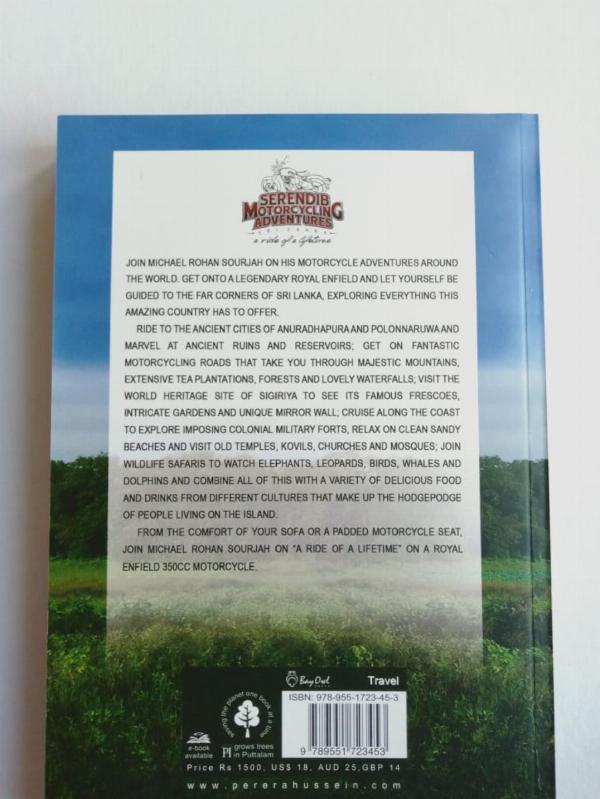 SERENDIB
MOTORCYCLING
ADVENTURES
SRI LANKA
a ride of a lifetime
JOIN MICHAEL ROHAN SOURJAH ON HIS MOTORCYCLE ADVENTURES AROUND
THE WORLD. GET ONTO A LEGENDARY ROYAL ENFIELD AND LET YOURSELF BE
GUIDED TO THE FAR CORNERS OF SRI LANKA, EXPLORING EVERYTHING THIS
AMAZING COUNTRY HAS TO OFFER.
RIDE TO THE ANCIENT CITIES OF ANURADHAPURA AND POLONNARUWA AND
MARVEL AT ANCIENT RUINS AND RESERVOIRS; GET ON FANTASTIC
MOTORCYCLING ROADS THAT TAKE YOU THROUGH MAJESTIC MOUNTAINS,
EXTENSIVE TEA PLANTATIONS, FORESTS AND LOVELY WATERFALLS; VISIT THE
WORLD HERITAGE SITE OF SIGIRIYA TO SEE ITS FAMOUS FRESCOES,
INTRICATE GARDENS AND UNIQUE MIRROR WALL; CRUISE ALONG THE COAST
TO EXPLORE IMPOSING COLONIAL MILITARY FORTS, RELAX ON CLEAN SANDY
BEACHES AND VISIT OLD TEMPLES, KOVILS, CHURCHES AND MOSQUES; JOIN
WILDLIFE SAFARIS TO WATCH ELEPHANTS, LEOPARDS, BIRDS, WHALES AND
DOLPHINS AND COMBINE ALL OF THIS WITH A VARIETY OF DELICIOUS FOOD
AND DRINKS FROM DIFFERENT CULTURES THAT MAKE UP THE HODGEPODGE
OF PEOPLE LIVING ON THE ISLAND.
FROM THE COMFORT OF YOUR SOFA OR A PADDED MOTORCYCLE SEAT,
JOIN MICHAEL ROHAN SOURJAH ON "A RIDE OF A LIFETIME" ON A ROYAL
ENFIELD 350CC MOTORCYCLE.
Bay Owl
Travel
ISBN: 978-955-1723-45-3
saving the planet one book at a time
e-book
available
PH grows trees
in Puttalam
9 789551 723453
Price Rs 1500, US$ 18, AUD 25,GBP 14
www.pererahussein.com